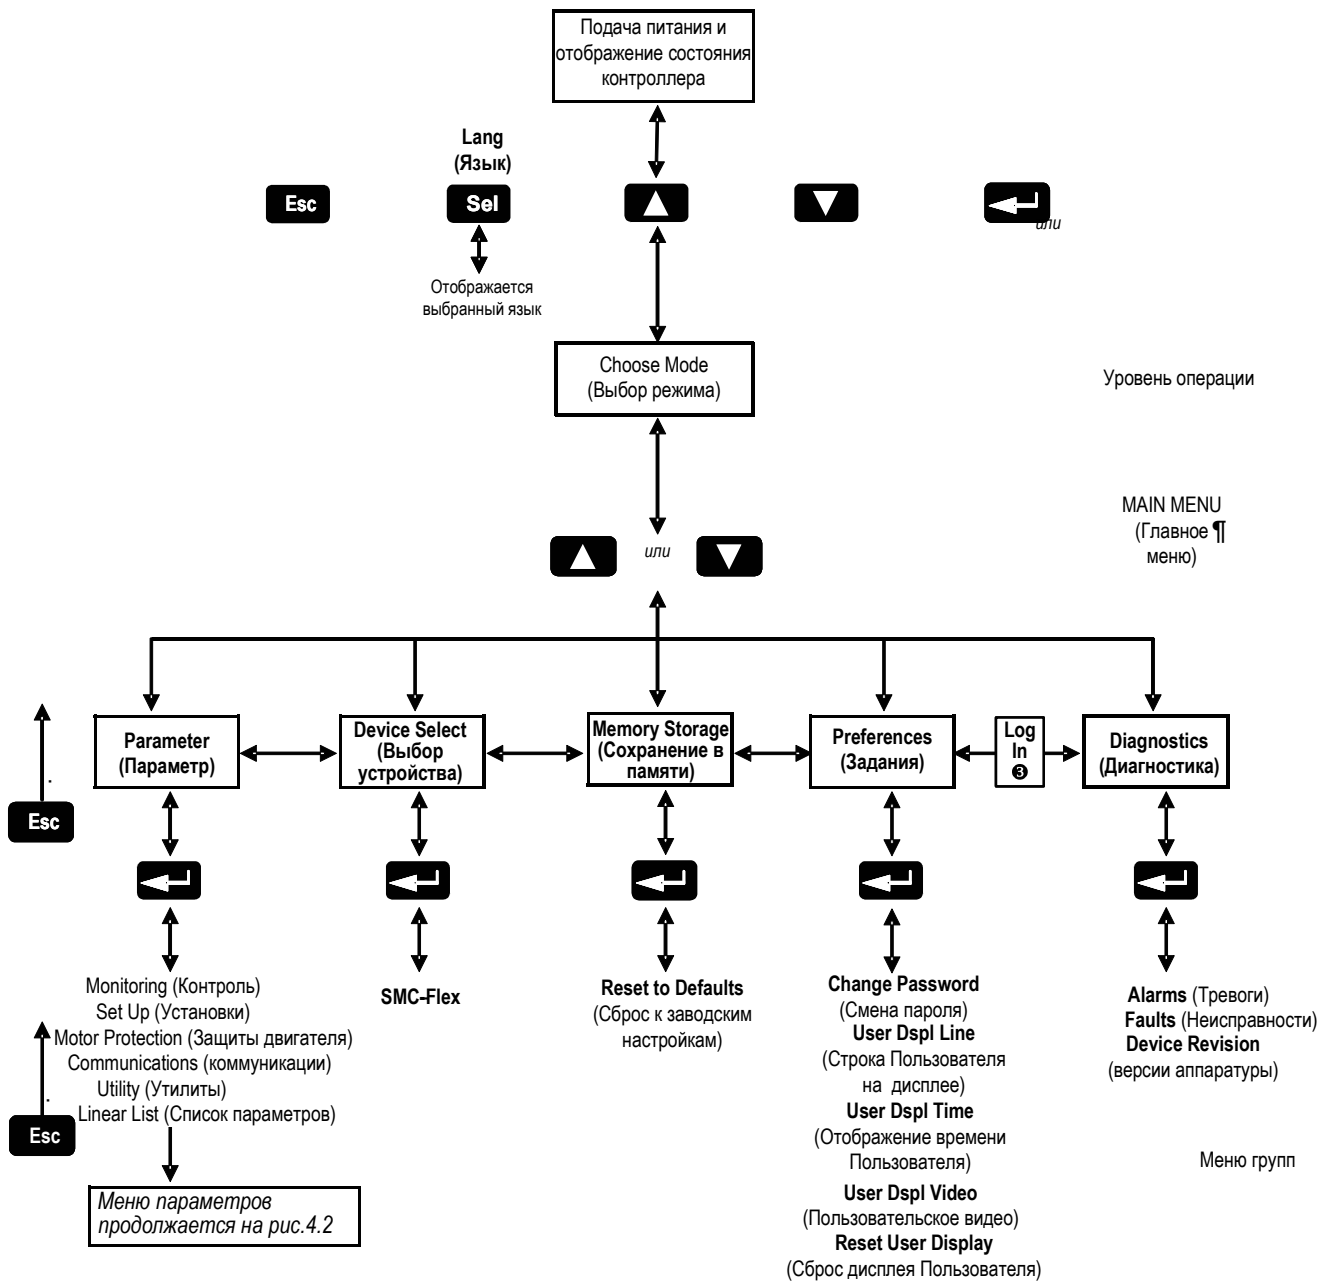 Подача питания и
отображение состояния
контроллера
Lang
(Язык)
Esc
Sel
или
Отображается
выбранный язык
Choose Mode
(Выбор режима)
Уровень операции
MAIN MENU
(Главное ¶
меню)
или
Parameter
(Параметр)
Device Select
(Выбор
устройства)
Memory Storage
(Сохранение в
памяти)
Preferences
(Задания)
Log
In
❸
Diagnostics
(Диагностика)
Esc
Monitoring (Контроль)
Set Up (Установки)
Motor Protection (Защиты двигателя)
Communications (коммуникации)
Utility (Утилиты)
Linear List (Список параметров)
Esc
Меню параметров
продолжается на рис.4.2
SMC-Flex
Reset to Defaults
(Сброс к заводским
настройкам)
Change Password
(Смена пароля)
User Dspl Line
(Строка Пользователя
на дисплее)
User Dspl Time
(Отображение времени
Пользователя)
User Dspl Video
(Пользовательское видео)
Reset User Display
(Сброс дисплея Пользователя)
Alarms (Тревоги)
Faults (Неисправности)
Device Revision
(версии аппаратуры)
Меню групп